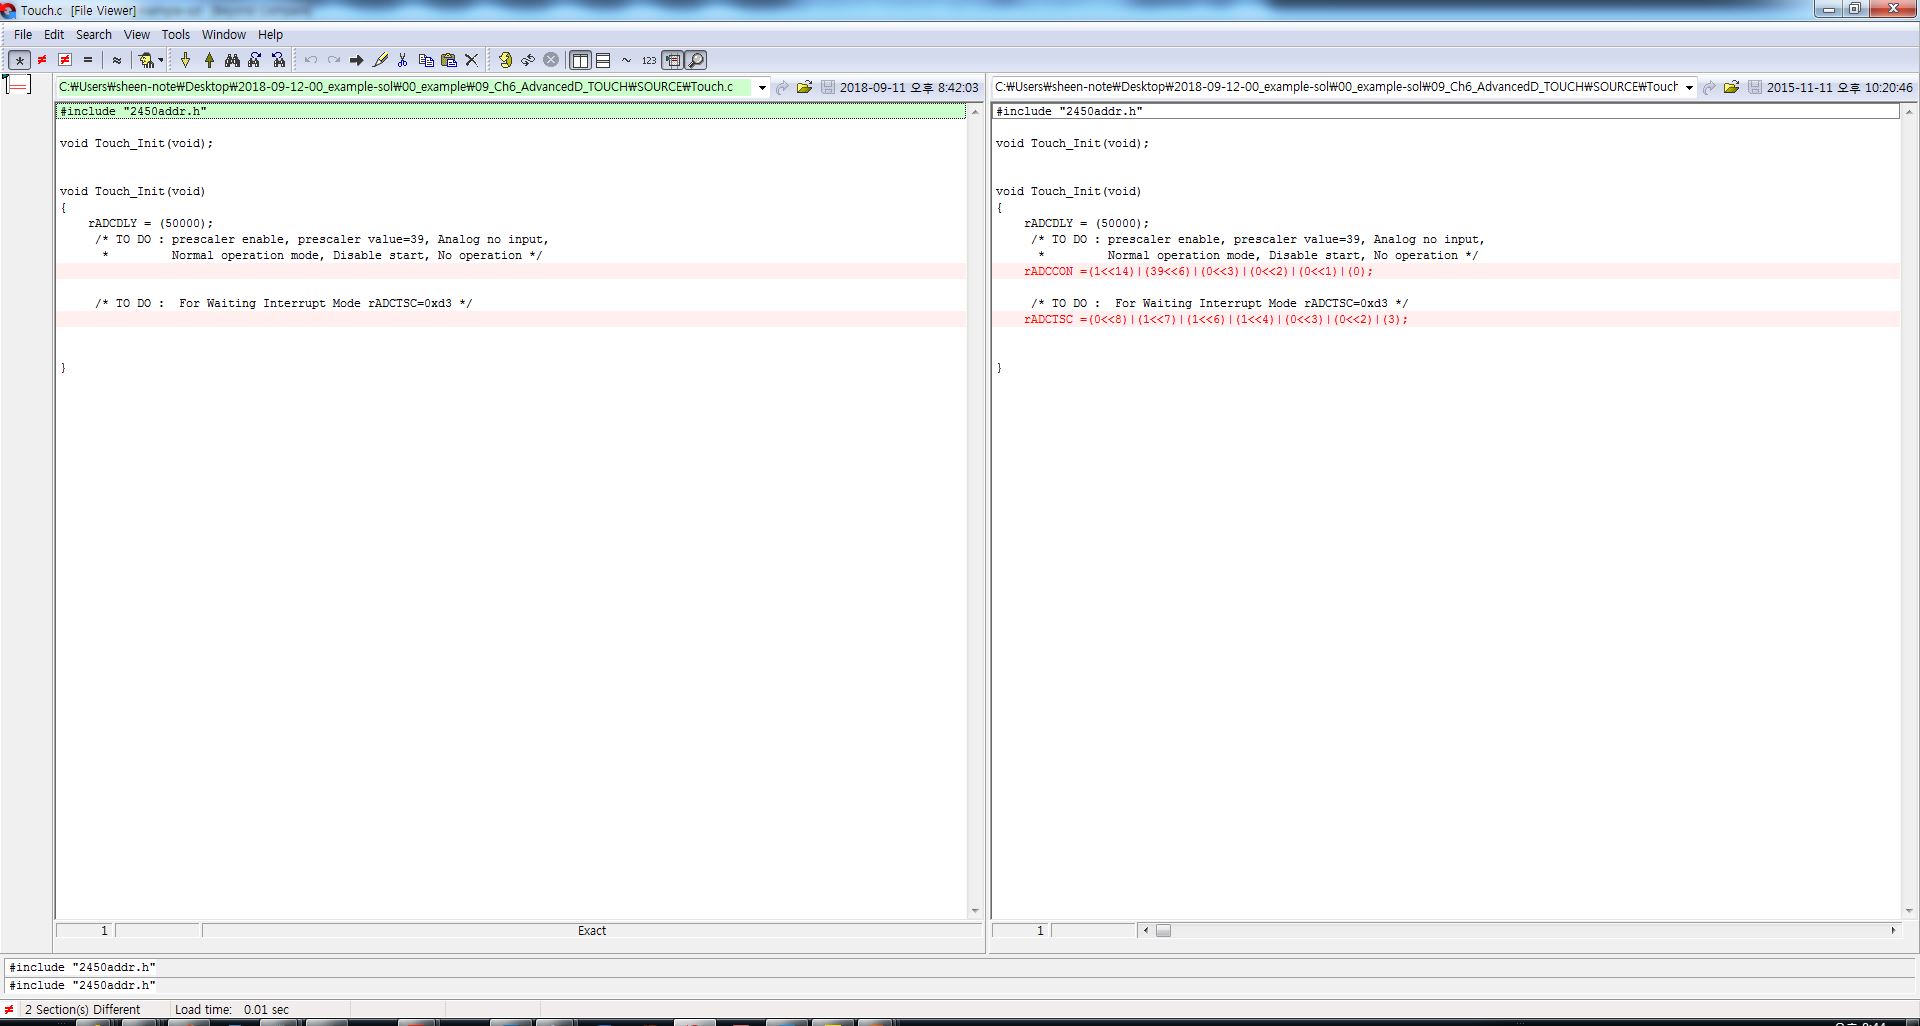 Touch.c [File Viewer]
File Edit Search View Tools Window Help
123
C:₩Users₩sheen-note₩Desktop₩2018-09-12-00_example-sol₩00_example₩09_Ch6_AdvancedD_TOUCH₩SOURCE₩Touch.c 2018-09-11 오후 8:42:03
#include "2450addr.h"
void Touch_Init(void);
void Touch_Init(void)
{
rADCDLY = (50000);
/* TO DO : prescaler enable, prescaler value=39, Analog no input,
* Normal operation mode, Disable start, No operation */
/* TO DO : For Waiting Interrupt Mode rADCTSC=0xd3 */
}
1 Exact
C:₩Users₩sheen-note₩Desktop₩2018-09-12-00_example-sol₩00_example-sol₩09_Ch6_AdvancedD_TOUCH₩SOURCE₩Touch 2015-11-11 오후 10:20:46
#include "2450addr.h"
void Touch_Init(void);
void Touch_Init(void)
{
rADCDLY = (50000);
/* TO DO : prescaler enable, prescaler value=39, Analog no input,
* Normal operation mode, Disable start, No operation */
rADCCON =(1<<14)|(39<<6)|(0<<3)|(0<<2)|(0<<1)|(0);
/* TO DO : For Waiting Interrupt Mode rADCTSC=0xd3 */
rADCTSC =(0<<8)|(1<<7)|(1<<6)|(1<<4)|(0<<3)|(0<<2)|(3);
}
1
#include "2450addr.h"
#include "2450addr.h"
2 Section(s) Different Load time: 0.01 sec